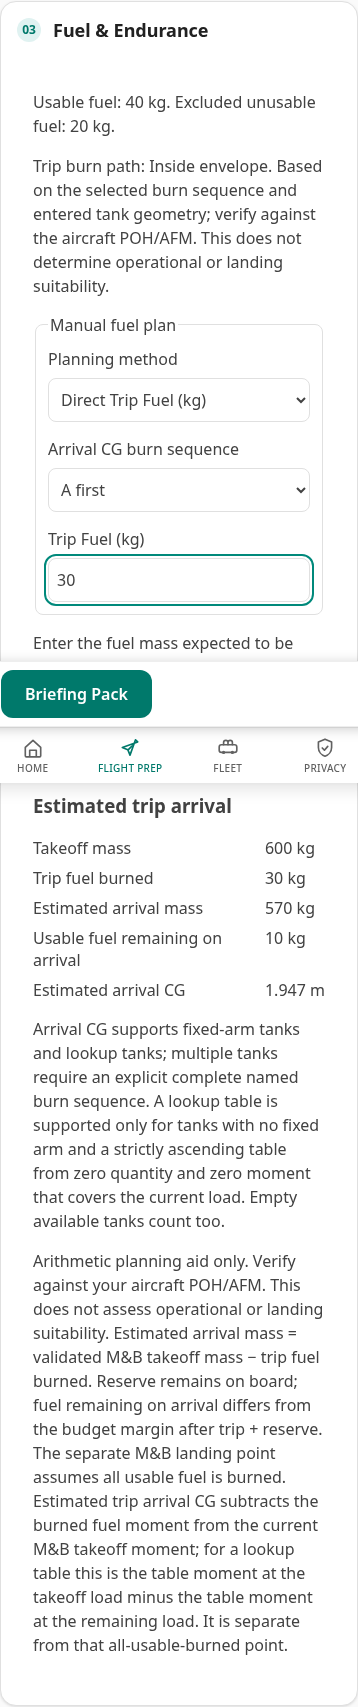 03 Fuel & Endurance
Usable fuel: 40 kg. Excluded unusable
fuel: 20 kg.
Trip burn path: Inside envelope. Based
on the selected burn sequence and
entered tank geometry; verify against
the aircraft POH/AFM. This does not
determine operational or landing
suitability.
Manual fuel plan
Planning method
Direct Trip Fuel (kg)
Arrival CG burn sequence
A first
Trip Fuel (kg)
30
Enter the fuel mass expected to be
Briefing Pack
HOME FLIGHT PREP FLEET PRIVACY
Estimated trip arrival
Takeoff mass 600 kg
Trip fuel burned 30 kg
Estimated arrival mass 570 kg
Usable fuel remaining on 10 kg
arrival
Estimated arrival CG 1.947 m
Arrival CG supports fixed-arm tanks
and lookup tanks; multiple tanks
require an explicit complete named
burn sequence. A lookup table is
supported only for tanks with no fixed
arm and a strictly ascending table
from zero quantity and zero moment
that covers the current load. Empty
available tanks count too.
Arithmetic planning aid only. Verify
against your aircraft POH/AFM. This
does not assess operational or landing
suitability. Estimated arrival mass =
validated M&B takeoff mass − trip fuel
burned. Reserve remains on board;
fuel remaining on arrival differs from
the budget margin after trip + reserve.
The separate M&B landing point
assumes all usable fuel is burned.
Estimated trip arrival CG subtracts the
burned fuel moment from the current
M&B takeoff moment; for a lookup
table this is the table moment at the
takeoff load minus the table moment
at the remaining load. It is separate
from that all-usable-burned point.